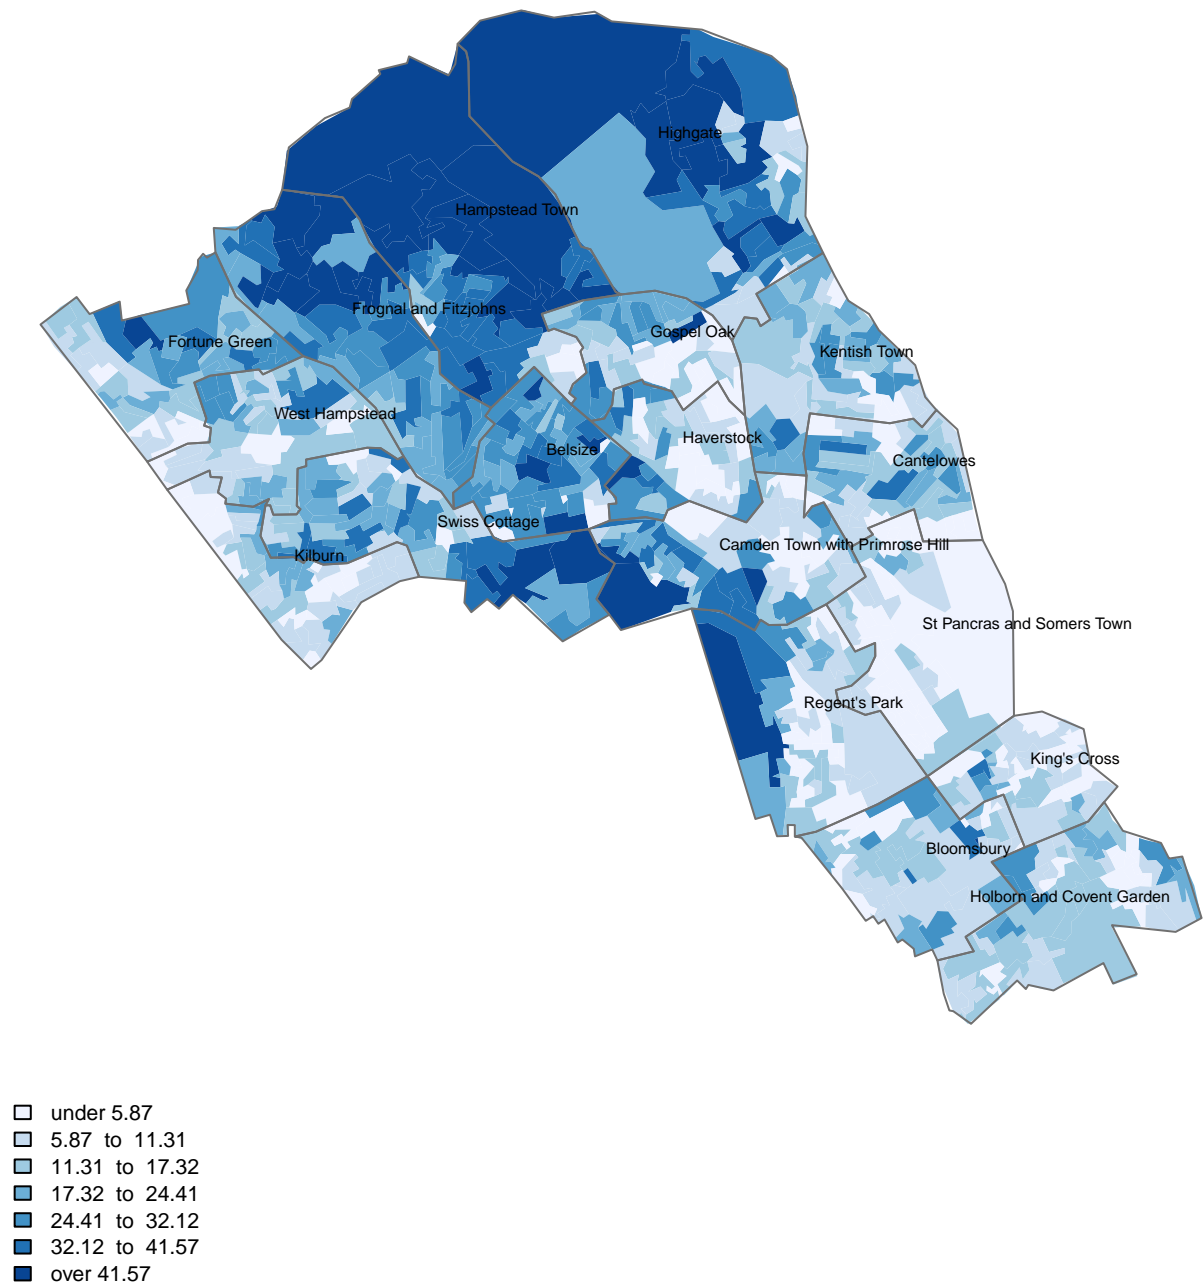 Highgate
Hampstead Town
Frognal and Fitzjohns
Gospel Oak
Fortune Green
Kentish Town
West Hampstead
Haverstock
Belsize
Cantelowes
Swiss Cottage
Camden Town with Primrose Hill
Kilburn
St Pancras and Somers Town
Regent's Park
King's Cross
Bloomsbury
Holborn and Covent Garden
under 5.87
5.87 to 11.31
11.31 to 17.32
17.32 to 24.41
24.41 to 32.12
32.12 to 41.57
over 41.57